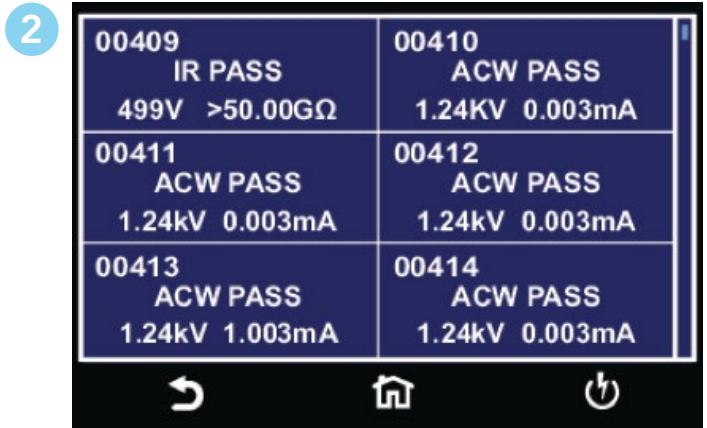 2
00409
IR PASS
499V >50.00GΩ
00410
ACW PASS
1.24KV 0.003mA
00411
ACW PASS
1.24kV 0.003mA
00412
ACW PASS
1.24kV 0.003mA
00413
ACW PASS
1.24kV 1.003mA
00414
ACW PASS
1.24kV 0.003mA